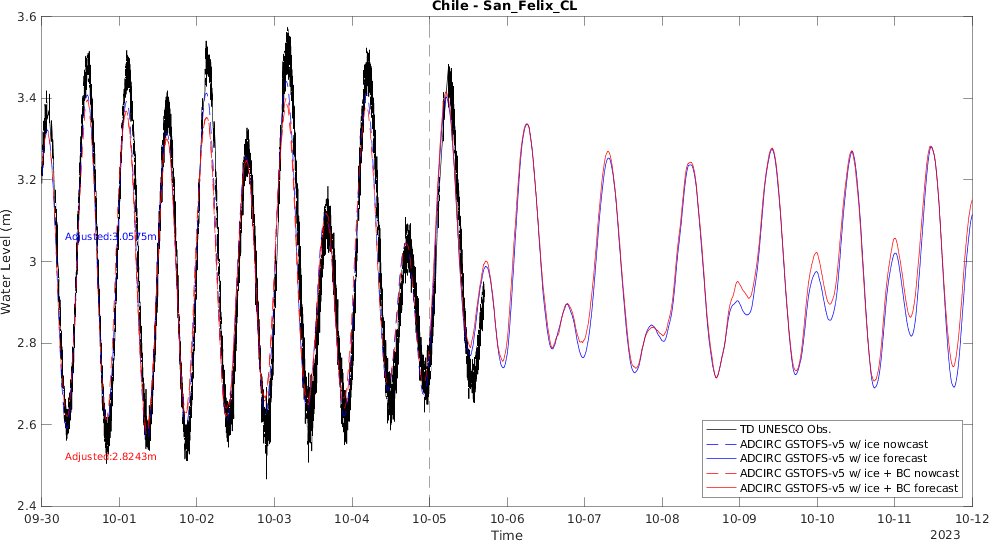 Chile - San_Felix_CL
3.6
3.4
3.2
3
2.8
2.6
2.4
Water Level (m)
Adjusted:3.0575m
Adjusted:2.8243m
TD UNESCO Obs.
ADCIRC GSTOFS-v5 w/ ice nowcast
ADCIRC GSTOFS-v5 w/ ice forecast
ADCIRC GSTOFS-v5 w/ ice + BC nowcast
ADCIRC GSTOFS-v5 w/ ice + BC forecast
09-30 10-01 10-02 10-03 10-04 10-05 10-06 10-07 10-08 10-09 10-10 10-11 10-12
Time
2023